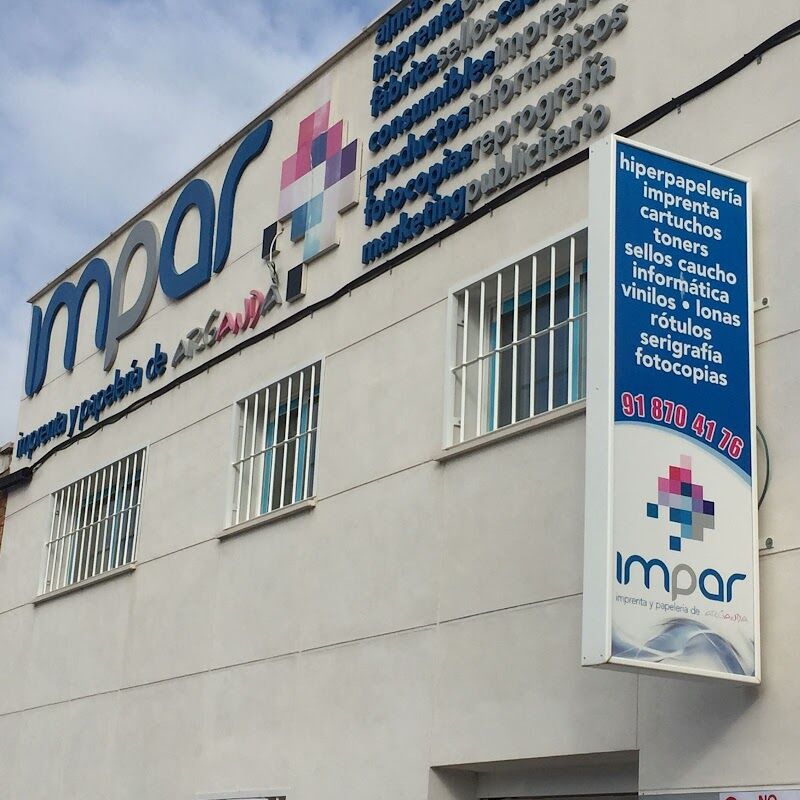 imprenta
fábricasellos
consumiblesimpresión
productosinformáticos
fotocopiasreprografía
marketingpublicitario
impar
imprenta y papelería de ARGANDA
hiperpapelería
imprenta
cartuchos
toners
sellos caucho
informática
vinilos • lonas
rótulos
serigrafía
fotocopias
91 870 41 76
impar
imprenta y papelería de ARGANDA
NO